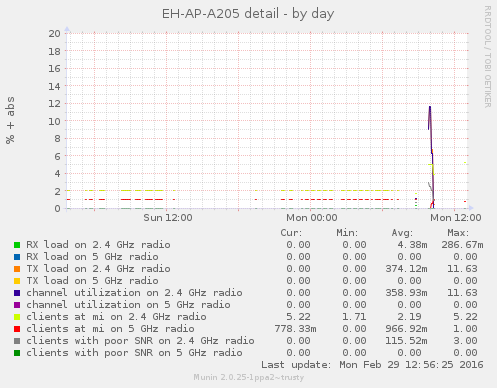 EH-AP-A205 detail - by day
RRDTOOL / TOBI OETIKER
% + abs
20
18
16
14
12
10
8
6
4
2
0
Sun 12:00 Mon 00:00 Mon 12:00
Cur: Min: Avg: Max:
RX load on 2.4 GHz radio 0.00 0.00 4.38m 286.67m
RX load on 5 GHz radio 0.00 0.00 0.00 0.00
TX load on 2.4 GHz radio 0.00 0.00 374.12m 11.63
TX load on 5 GHz radio 0.00 0.00 0.00 0.00
channel utilization on 2.4 GHz radio 0.00 0.00 358.93m 11.63
channel utilization on 5 GHz radio 0.00 0.00 0.00 0.00
clients at mi on 2.4 GHz radio 5.22 1.71 2.19 5.22
clients at mi on 5 GHz radio 778.33m 0.00 966.92m 1.00
clients with poor SNR on 2.4 GHz radio 0.00 0.00 115.52m 3.00
clients with poor SNR on 5 GHz radio 0.00 0.00 0.00 0.00
Last update: Mon Feb 29 12:56:25 2016
Munin 2.0.25-1ppa2~trusty